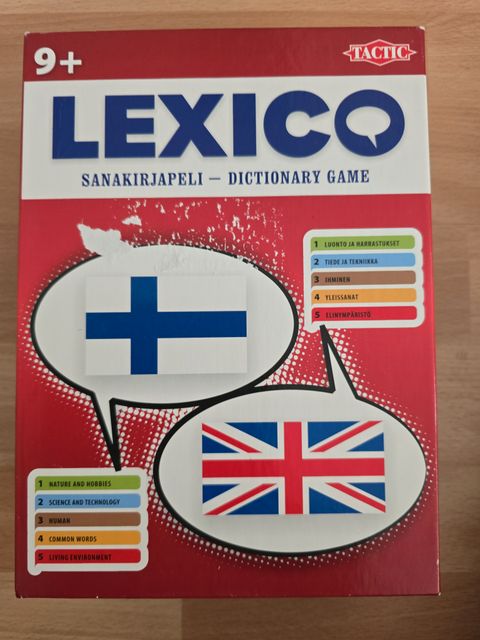 9+
TACTIC
LEXICO
SANAKIRJAPELI – DICTIONARY GAME
1 LUONTO JA HARRASTUKSET
2 TIEDE JA TEKNIIKKA
3 IHMINEN
4 YLEISSANAT
5 ELINYMPÄRISTÖ
1 NATURE AND HOBBIES
2 SCIENCE AND TECHNOLOGY
3 HUMAN
4 COMMON WORDS
5 LIVING ENVIRONMENT